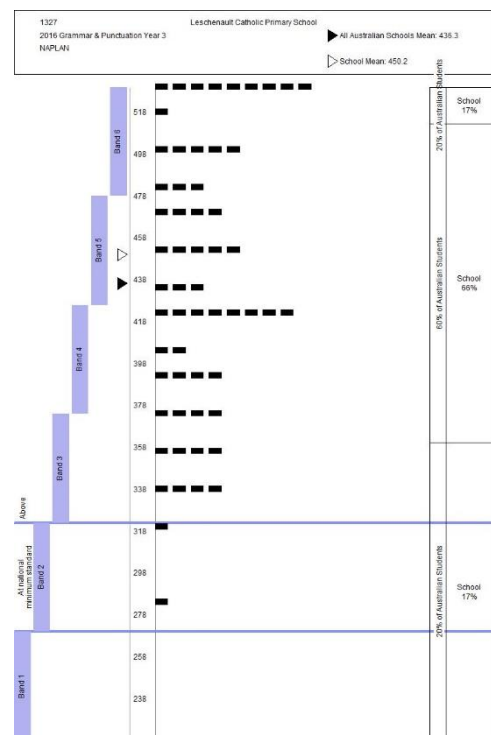 1327
Leschenault Catholic Primary School
2016 Grammar & Punctuation Year 3
All Australian Schools Mean: 436.3
NAPLAN
School Mean: 450.2
518
498
478
458
438
418
398
378
358
338
318
298
278
258
238
Band 6
Band 5
Band 4
Band 3
Band 2
Band 1
Above
At national
minimum standard
20% of Australian Students
School
17%
60% of Australian Students
School
66%
20% of Australian Students
School
17%